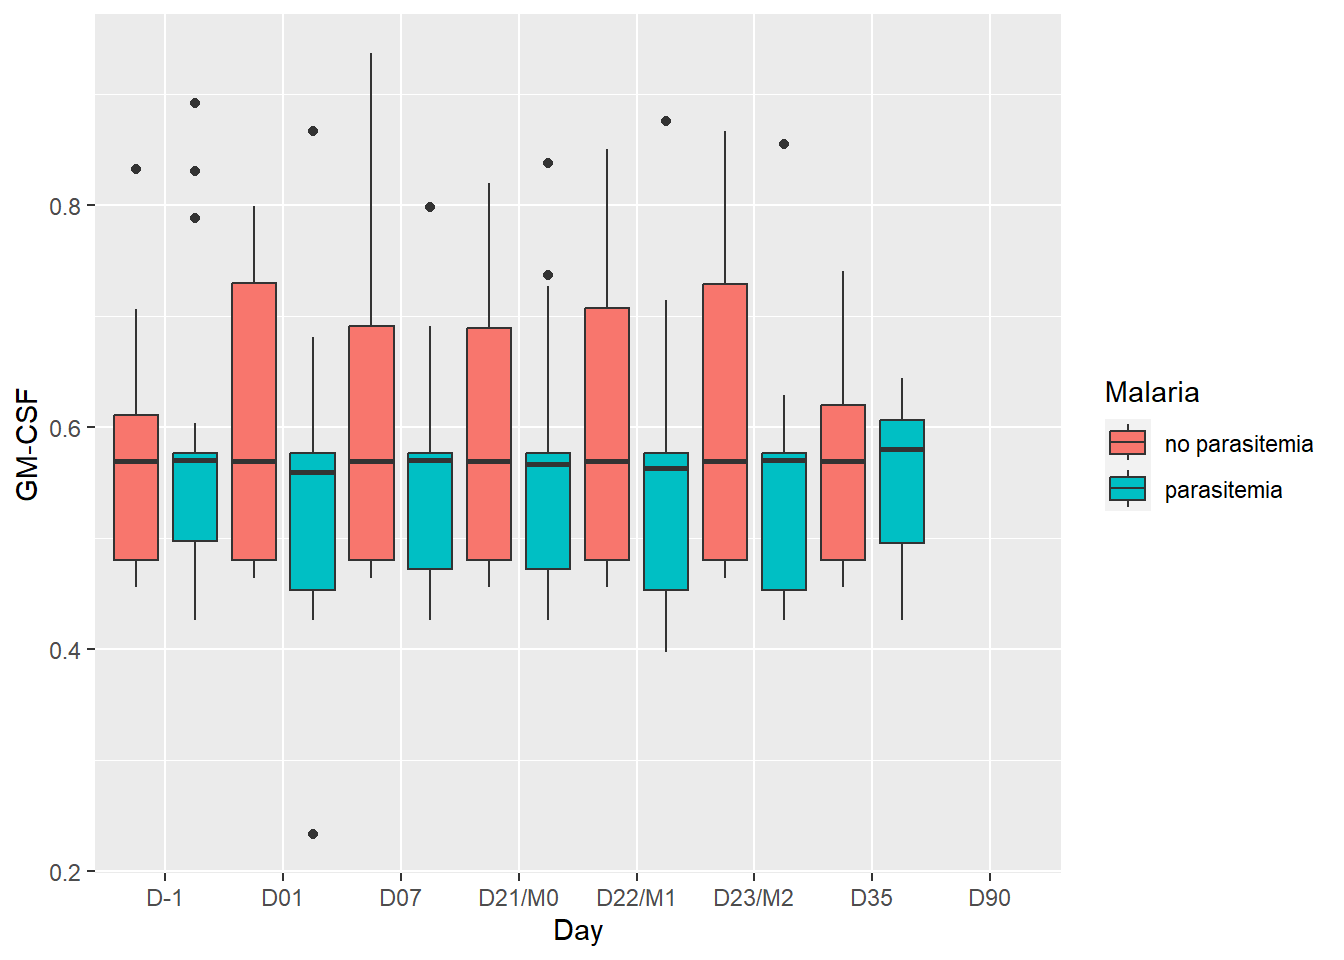 GM-CSF
0.8
0.6
0.4
0.2
D-1 D01 D07 D21/M0 D22/M1 D23/M2 D35 D90
Day
Malaria
no parasitemia
parasitemia